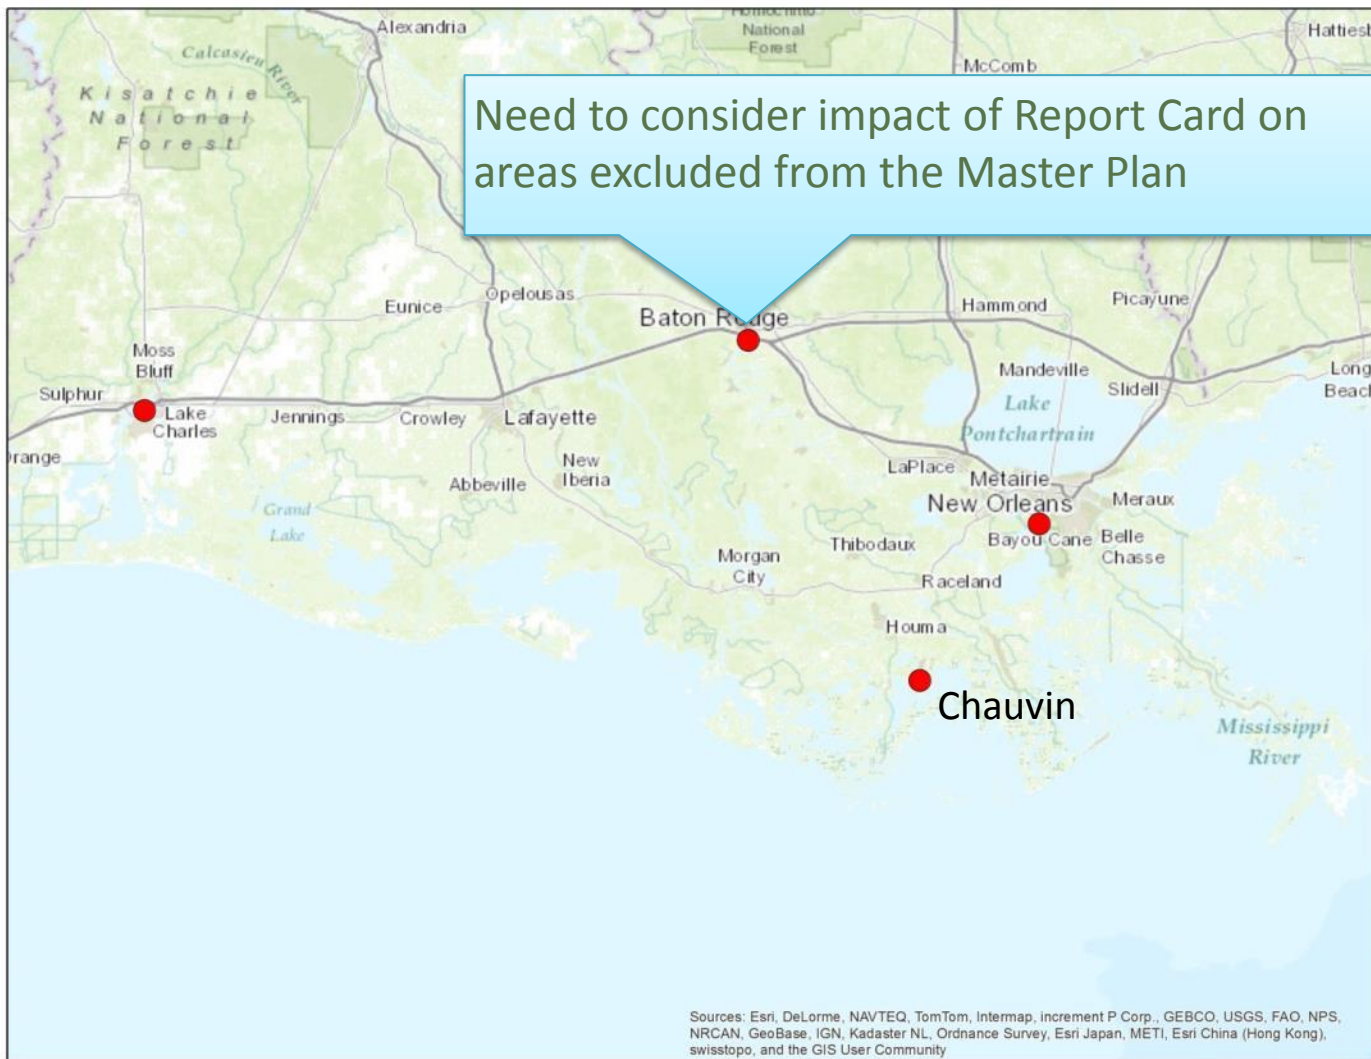 Alexandria
Homochitto
National
Forest
Hattiesb
Calcasieu River
McComb
Kisatchie
National
Forest
Need to consider impact of Report Card on
areas excluded from the Master Plan
Eunice
Opelousas
Baton Rouge
Hammond
Picayune
Moss
Bluff
Mandeville
Slidell
Long
Beach
Sulphur
Lake
Charles
Jennings
Crowley
Lafayette
Lake
Pontchartrain
Orange
Abbeville
New
Iberia
LaPlace
Metairie
New Orleans
Meraux
Grand
Lake
Bayou Cane
Belle
Chasse
Thibodaux
Morgan
City
Raceland
Houma
Chauvin
Mississippi
River
Sources: Esri, DeLorme, NAVTEQ, TomTom, Intermap, increment P Corp., GEBCO, USGS, FAO, NPS,
NRCAN, GeoBase, IGN, Kadaster NL, Ordnance Survey, Esri Japan, METI, Esri China (Hong Kong),
swisstopo, and the GIS User Community